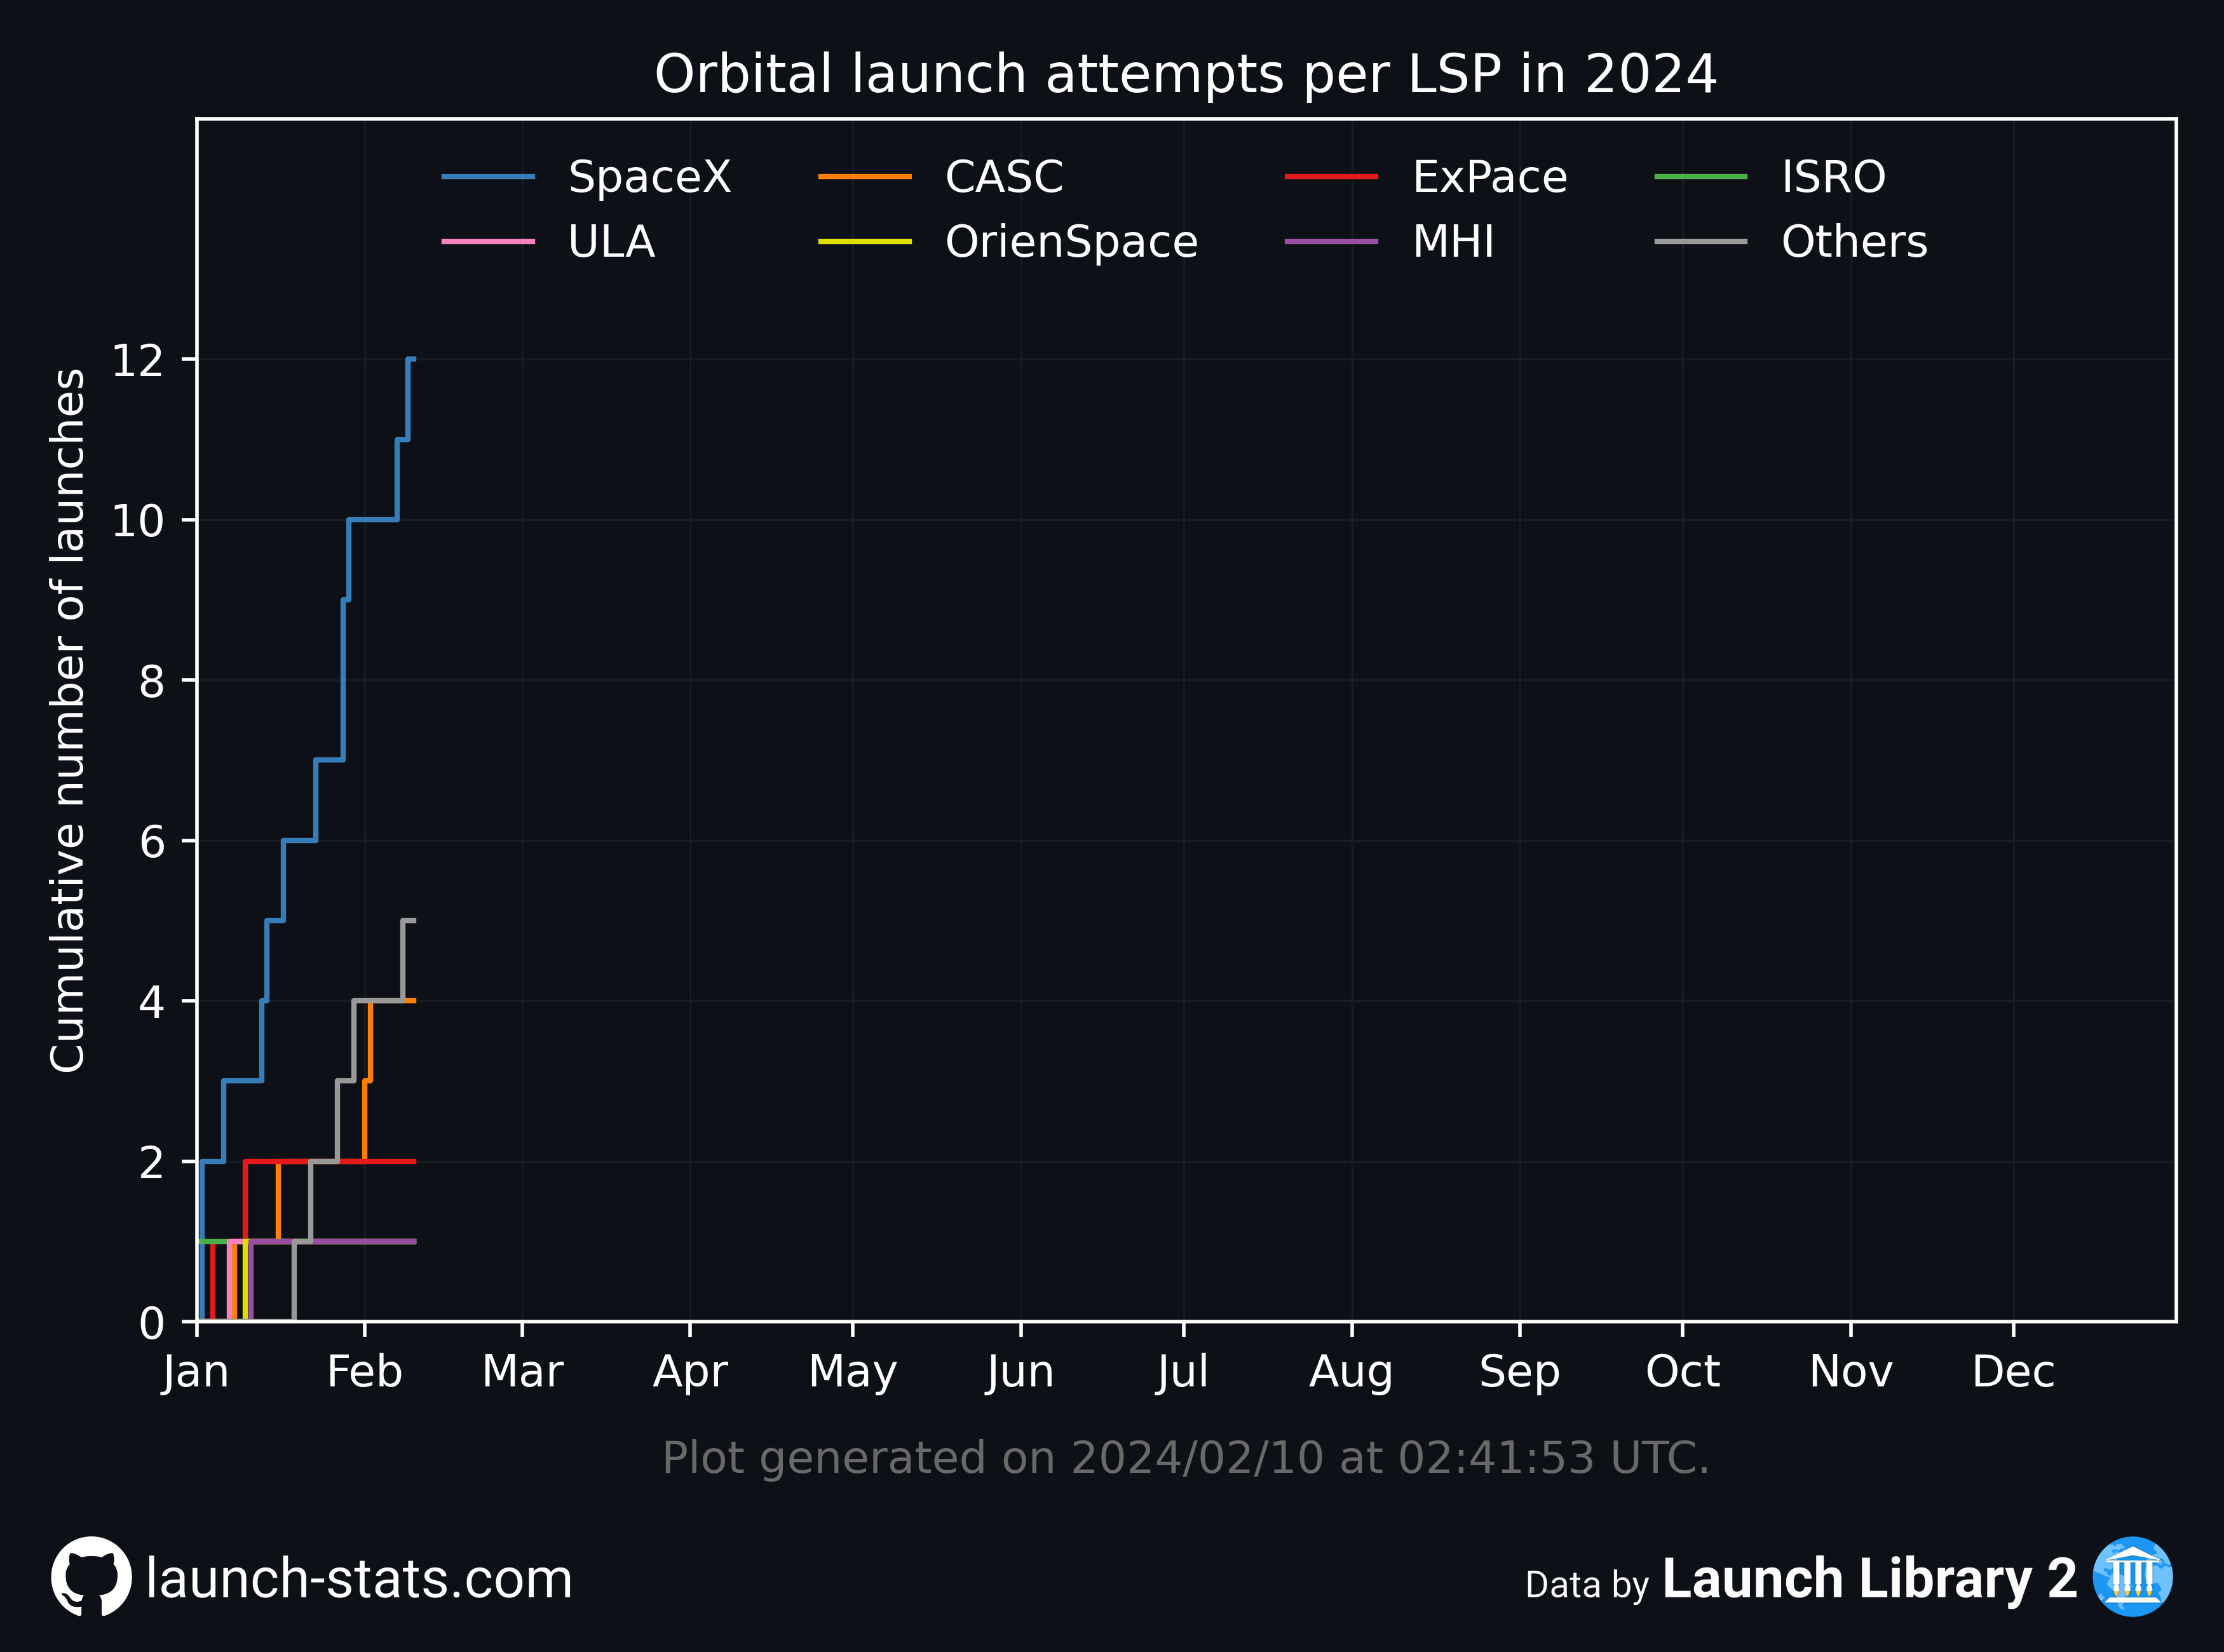 Orbital launch attempts per LSP in 2024
SpaceX CASC ExPace ISRO
ULA OrienSpace MHI Others
Cumulative number of launches
12
10
8
6
4
2
0
Jan Feb Mar Apr May Jun Jul Aug Sep Oct Nov Dec
Plot generated on 2024/02/10 at 02:41:53 UTC.
launch-stats.com
Data by Launch Library 2